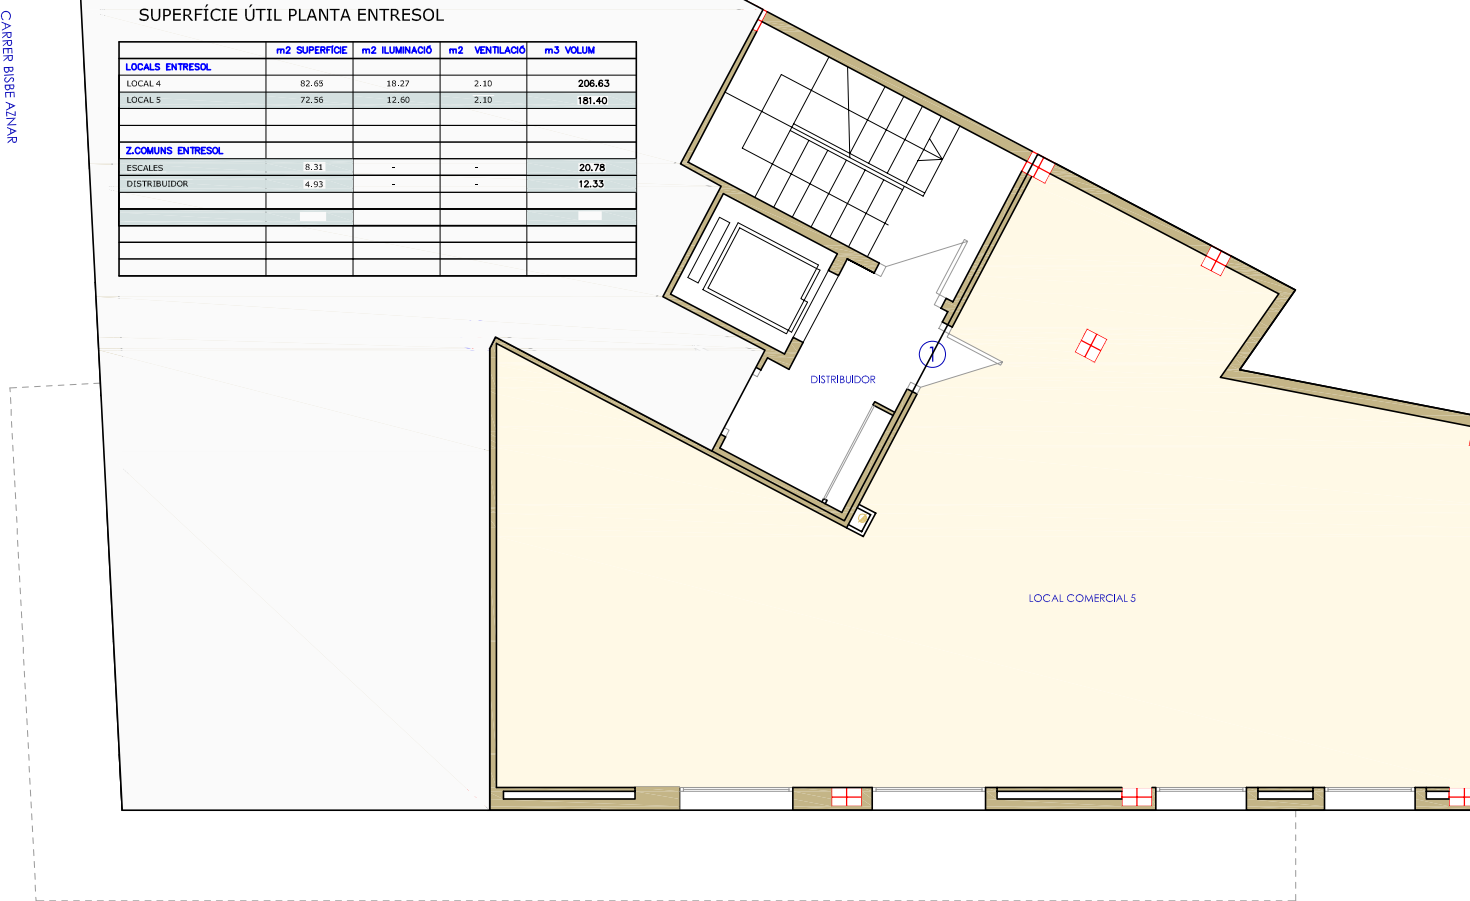 SUPERFÍCIE ÚTIL PLANTA ENTRESOL
CARRER BISBE AZNAR
m2 SUPERFÍCIE m2 ILUMINACIÓ m2 VENTILACIÓ m3 VOLUM
LOCALS ENTRESOL
LOCAL 4 82.65 18.27 2.10 206.63
LOCAL 5 72.56 12.60 2.10 181.40
Z.COMUNS ENTRESOL
ESCALES 8.31 - - 20.78
DISTRIBUIDOR 4.93 - - 12.33
1
DISTRIBUIDOR
LOCAL COMERCIAL 5